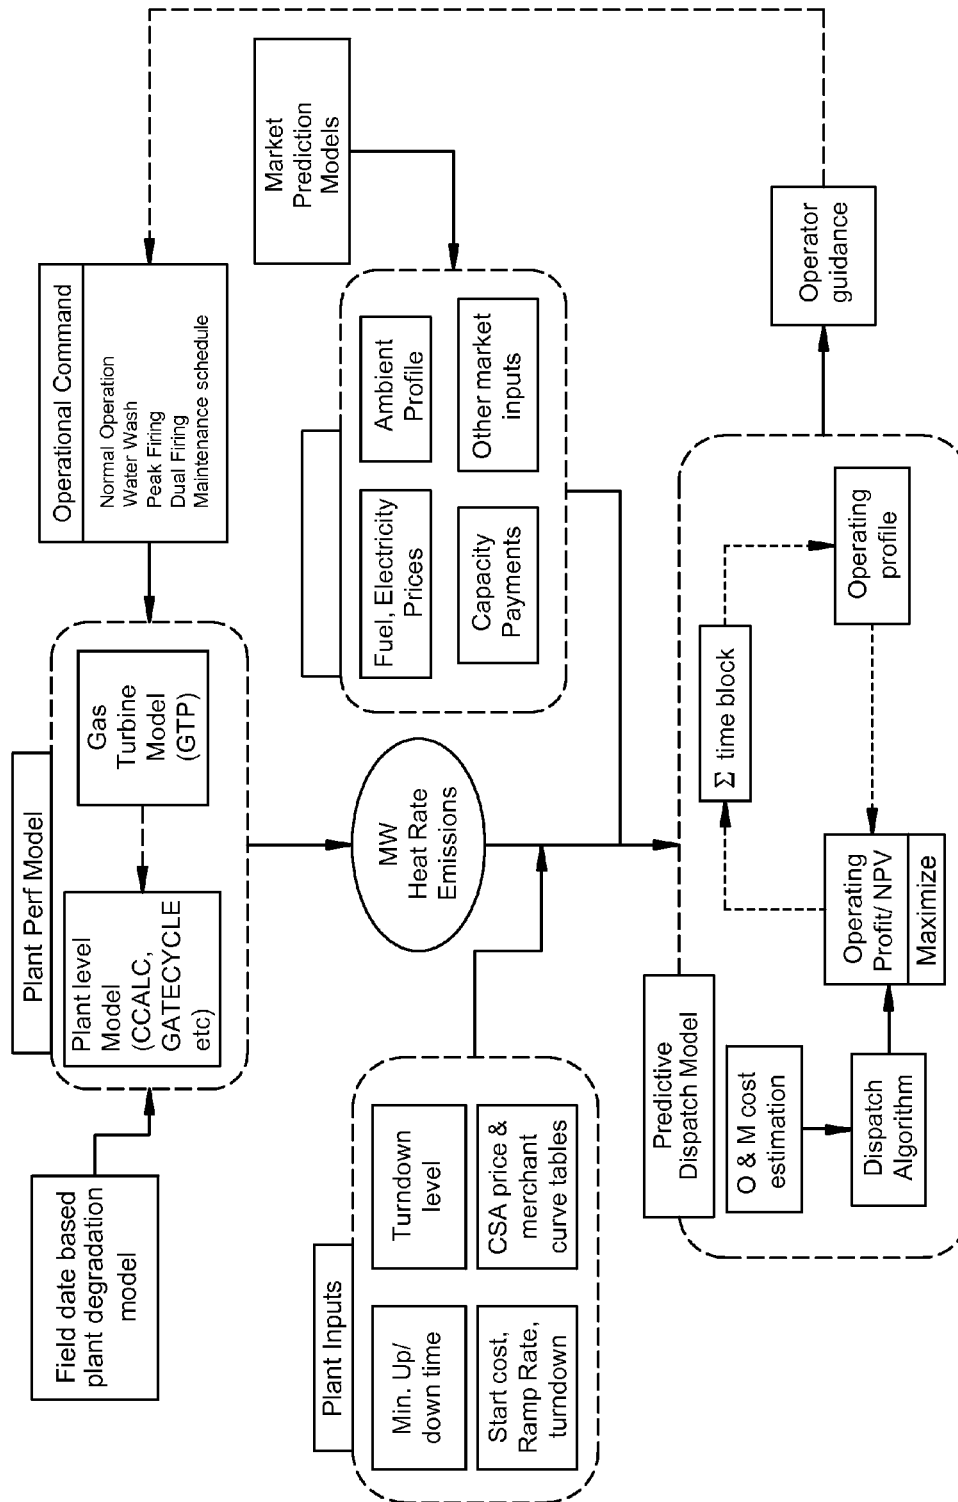 Field date based
plant degradation
model
Plant Perf Model
Plant level
Model
(CCALC,
GATECYCLE
etc)
Gas
Turbine
Model
(GTP)
Operational Command
Normal Operation
Water Wash
Peak Firing
Dual Firing
Maintenance schedule
Plant Inputs
Min. Up/
down time
Turndown
level
Start cost,
Ramp Rate,
turndown
CSA price &
merchant
curve tables
MW
Heat Rate
Emissions
Fuel, Electricity
Prices
Ambient
Profile
Capacity
Payments
Other market
inputs
Market
Prediction
Models
Predictive
Dispatch Model
O & M cost
estimation
Dispatch
Algorithm
Operating
Profit/ NPV
Maximize
Σ time block
Operating
profile
Operator
guidance